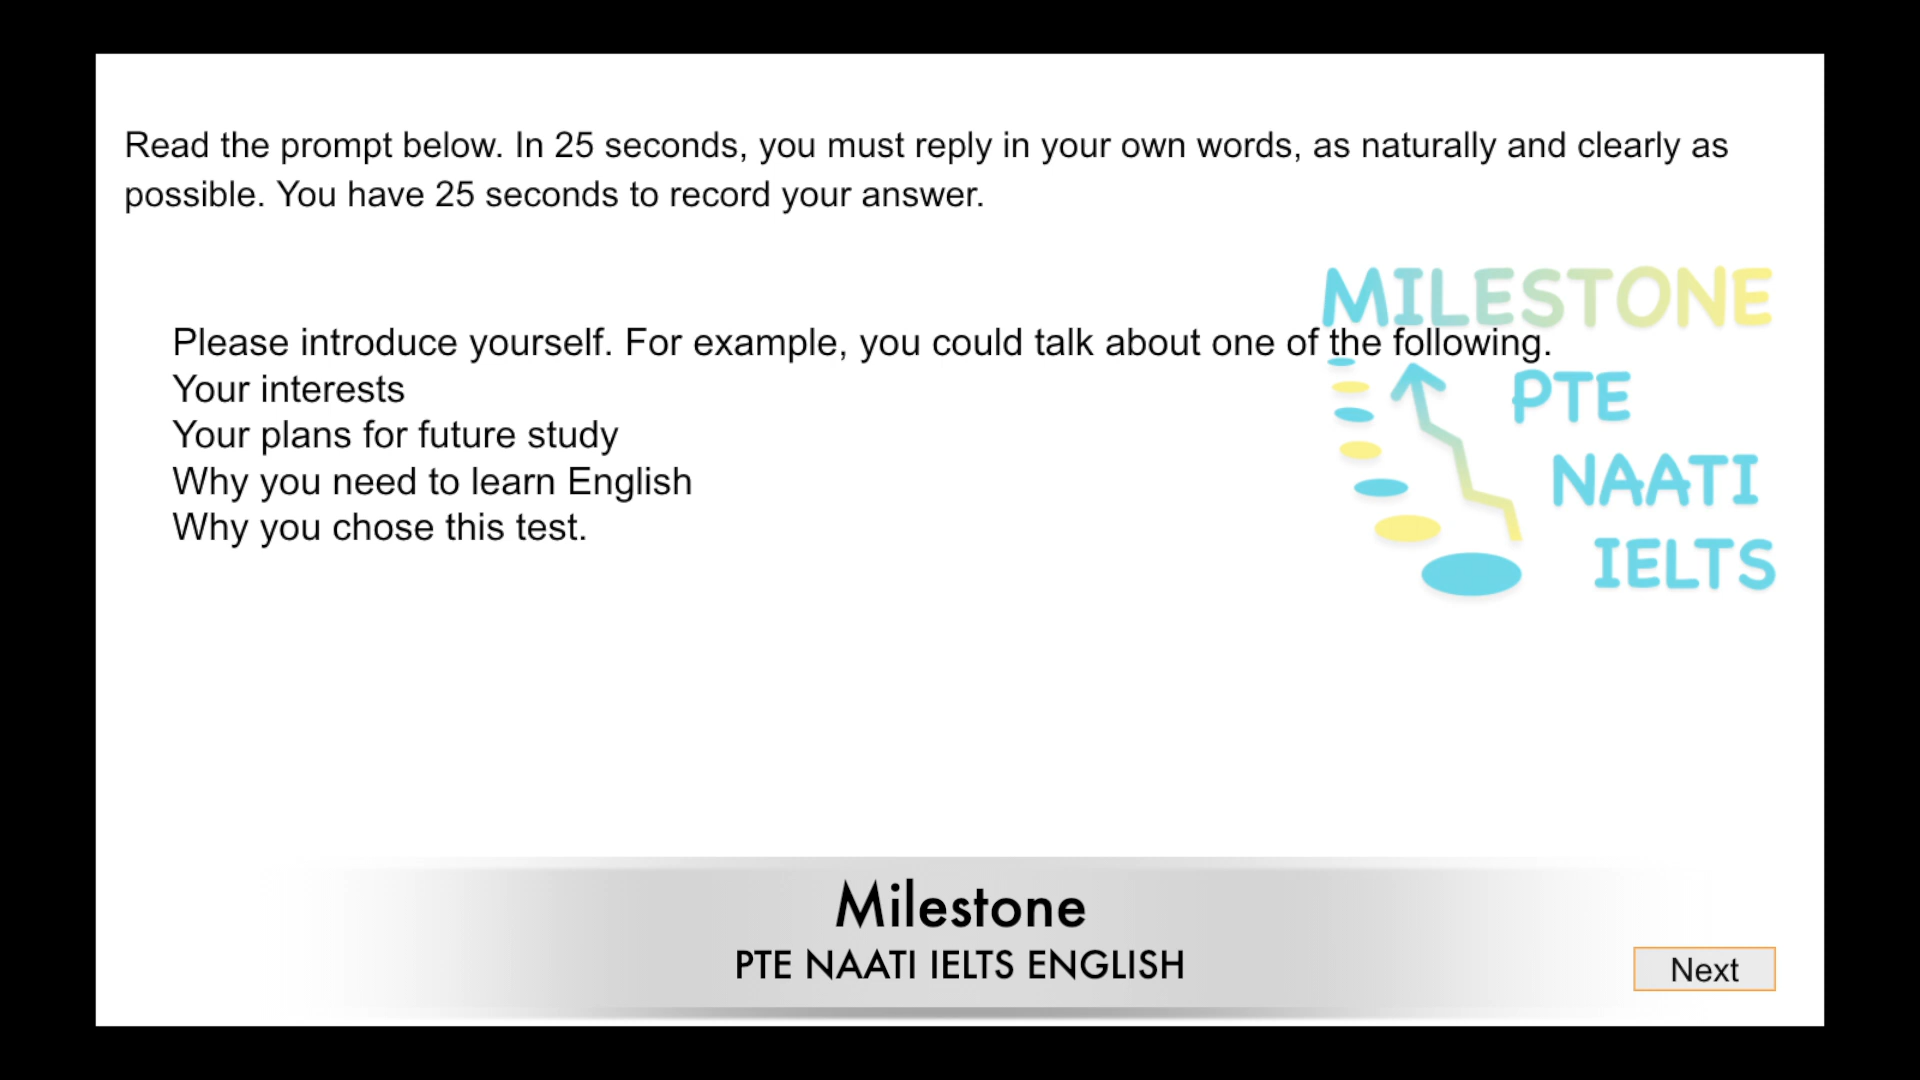 Read the prompt below. In 25 seconds, you must reply in your own words, as naturally and clearly as
possible. You have 25 seconds to record your answer.
MILESTONE
Please introduce yourself. For example, you could talk about one of the following.
Your interests
PTE
Your plans for future study
Why you need to learn English
NAATI
Why you chose this test.
IELTS
Milestone
PTE NAATI IELTS ENGLISH
Next